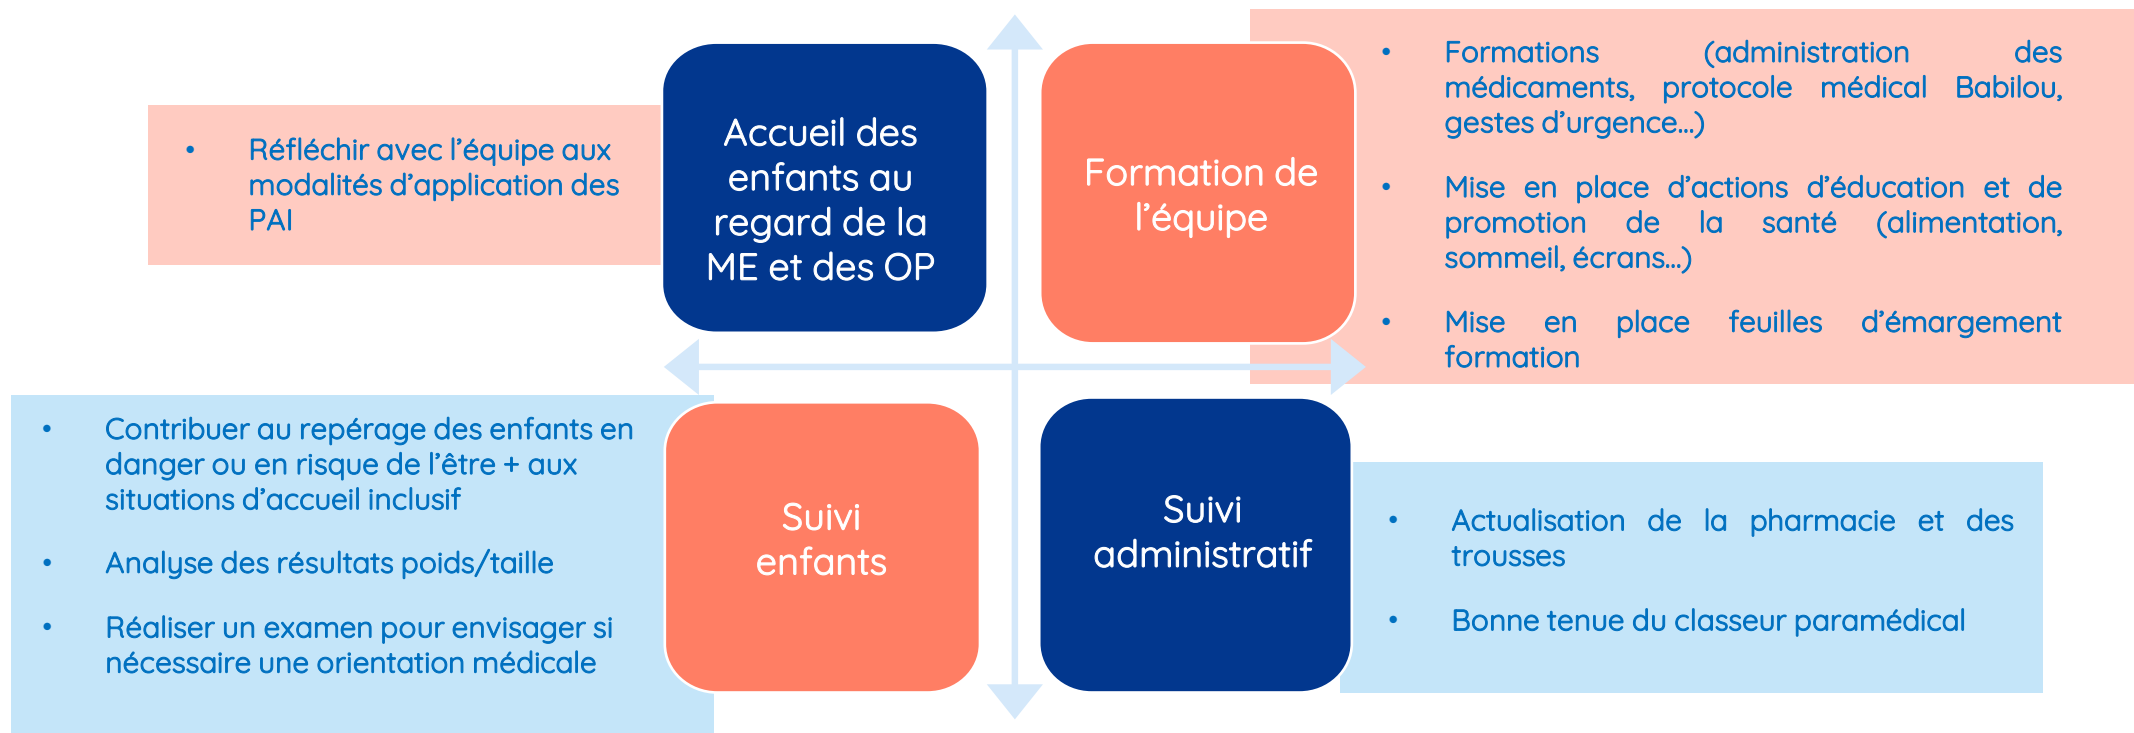 • Réfléchir avec l’équipe aux
modalités d’application des
PAI
Accueil des
enfants au
regard de la
ME et des OP
Formation de
l’équipe
• Formations (administration des
médicaments, protocole médical Babilou,
gestes d’urgence...)
• Mise en place d’actions d’éducation et de
promotion de la santé (alimentation,
sommeil, écrans...)
• Mise en place feuilles d’émargement
formation
• Contribuer au repérage des enfants en
danger ou en risque de l’être + aux
situations d’accueil inclusif
• Analyse des résultats poids/taille
• Réaliser un examen pour envisager si
nécessaire une orientation médicale
Suivi
enfants
Suivi
administratif
• Actualisation de la pharmacie et des
trousses
• Bonne tenue du classeur paramédical